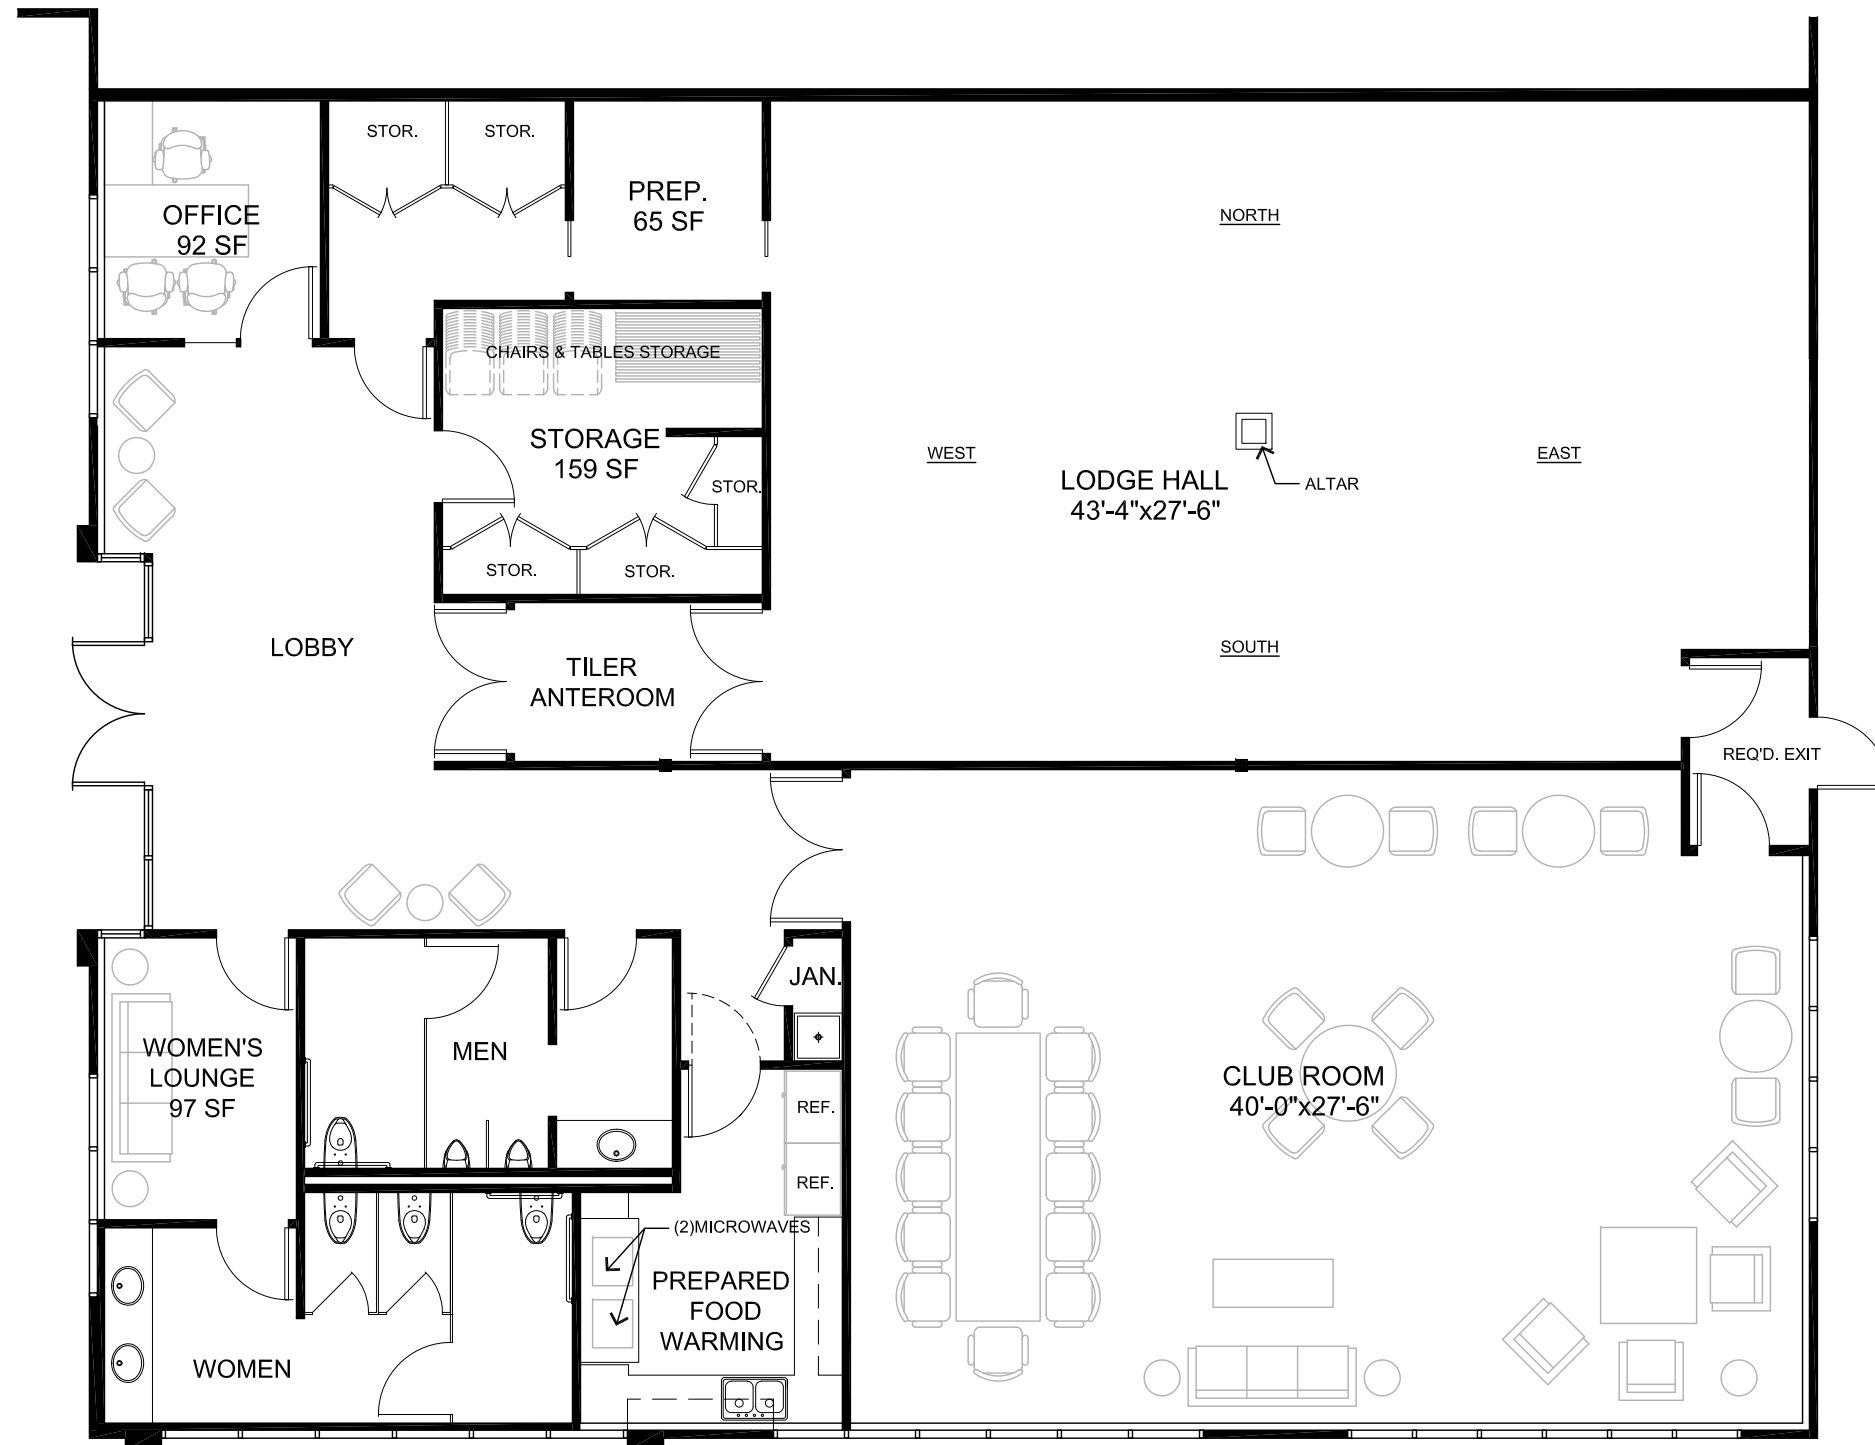 STOR.
STOR.
OFFICE
92 SF
PREP.
65 SF
NORTH
CHAIRS & TABLES STORAGE
STORAGE
159 SF
STOR.
STOR.
STOR.
WEST
EAST
LODGE HALL
43'-4"x27'-6"
ALTAR
LOBBY
TILER
ANTEROOM
SOUTH
REQ'D. EXIT
JAN.
WOMEN'S
LOUNGE
97 SF
MEN
CLUB ROOM
40'-0"x27'-6"
REF.
REF.
(2)MICROWAVES
PREPARED
FOOD
WARMING
WOMEN